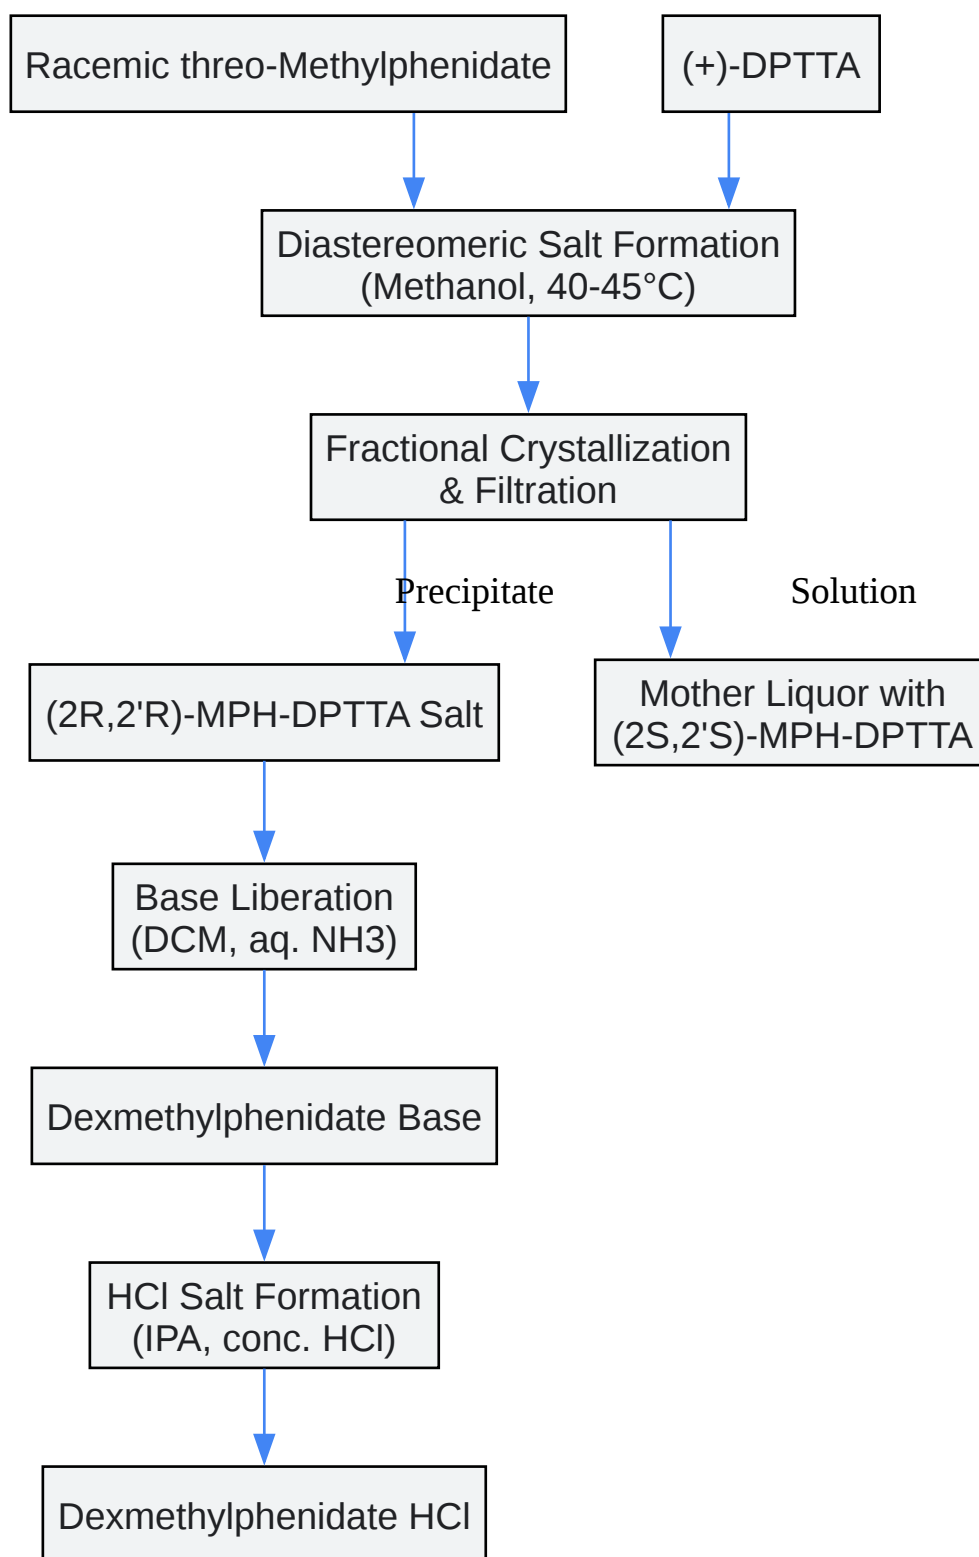 Racemic threo-Methylphenidate
(+)-DPTTA
Diastereomeric Salt Formation
(Methanol, 40-45°C)
Fractional Crystallization
& Filtration
Precipitate
Solution
(2R,2'R)-MPH-DPTTA Salt
Mother Liquor with
(2S,2'S)-MPH-DPTTA
Base Liberation
(DCM, aq. NH3)
Dexmethylphenidate Base
HCl Salt Formation
(IPA, conc. HCl)
Dexmethylphenidate HCl